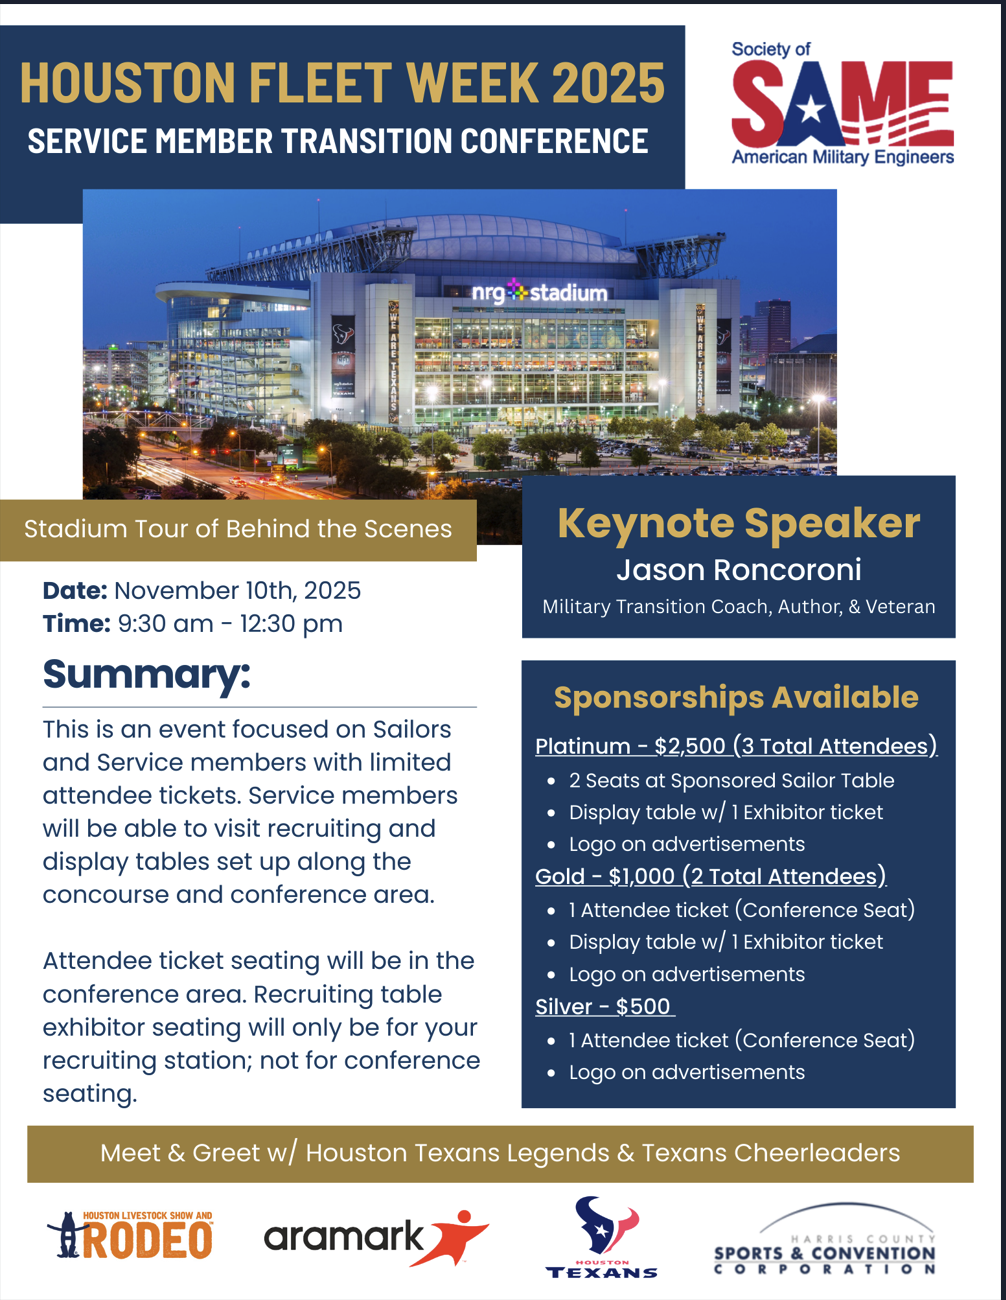 HOUSTON FLEET WEEK 2025
SERVICE MEMBER TRANSITION CONFERENCE
Society of
SAME
American Military Engineers
nrg stadium
WE ARE TEXANS
TEXANS
WE ARE TEXANS
Stadium Tour of Behind the Scenes
Keynote Speaker
Jason Roncoroni
Military Transition Coach, Author, & Veteran
Date: November 10th, 2025
Time: 9:30 am - 12:30 pm
Summary:
This is an event focused on Sailors
and Service members with limited
attendee tickets. Service members
will be able to visit recruiting and
display tables set up along the
concourse and conference area.
Attendee ticket seating will be in the
conference area. Recruiting table
exhibitor seating will only be for your
recruiting station; not for conference
seating.
Sponsorships Available
Platinum - $2,500 (3 Total Attendees)
• 2 Seats at Sponsored Sailor Table
• Display table w/ 1 Exhibitor ticket
• Logo on advertisements
Gold - $1,000 (2 Total Attendees)
• 1 Attendee ticket (Conference Seat)
• Display table w/ 1 Exhibitor ticket
• Logo on advertisements
Silver - $500
• 1 Attendee ticket (Conference Seat)
• Logo on advertisements
Meet & Greet w/ Houston Texans Legends & Texans Cheerleaders
HOUSTON LIVESTOCK SHOW AND
RODEO
aramark
HOUSTON
TEXANS
HARRIS COUNTY
SPORTS & CONVENTION
CORPORATION